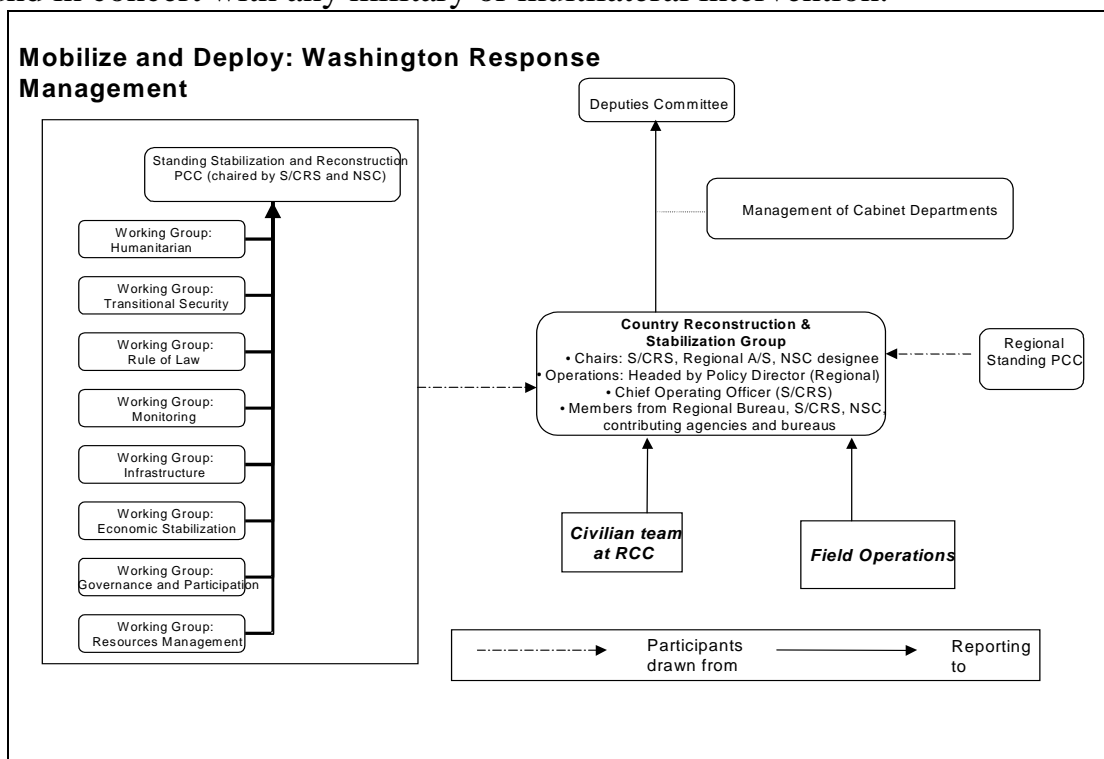 Mobilize and Deploy: Washington Response
Management
Standing Stabilization and Reconstruction
PCC (chaired by S/CRS and NSC)
Working Group:
Humanitarian
Working Group:
Transitional Security
Working Group:
Rule of Law
Working Group:
Monitoring
Working Group:
Infrastructure
Working Group:
Economic Stabilization
Working Group:
Governance and Participation
Working Group:
Resources Management
Deputies Committee
Management of Cabinet Departments
Country Reconstruction &
Stabilization Group
• Chairs: S/CRS, Regional A/S, NSC designee
• Operations: Headed by Policy Director (Regional)
• Chief Operating Officer (S/CRS)
• Members from Regional Bureau, S/CRS, NSC,
contributing agencies and bureaus
Regional
Standing PCC
Civilian team
at RCC
Field Operations
Participants
drawn from
Reporting
to